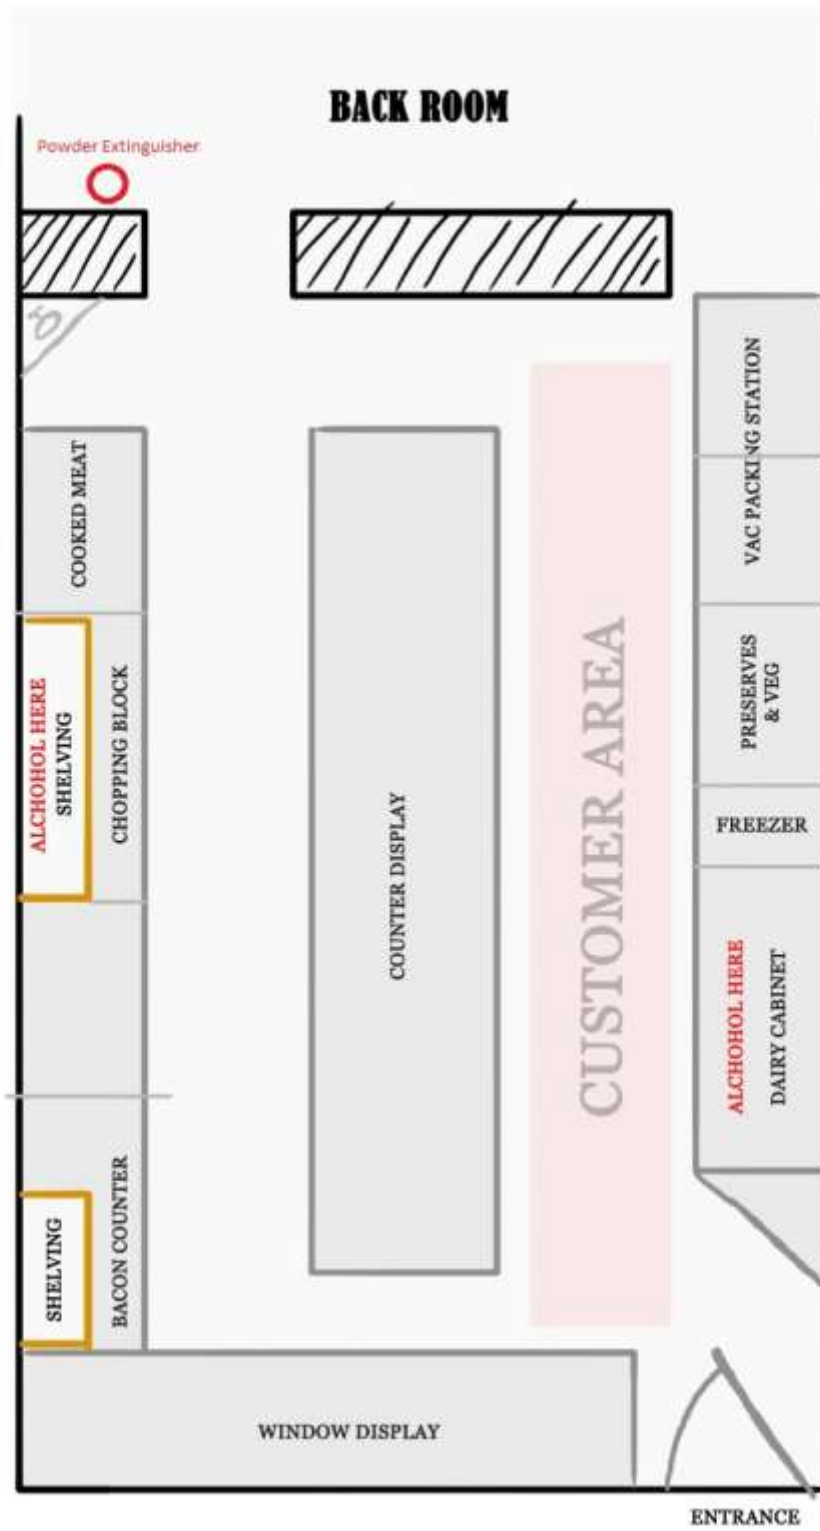 BACK ROOM
Powder Extinguisher
COOKED MEAT
VAC PACKING STATION
ALCHOHOL HERE
SHELVING
CHOPPING BLOCK
PRESERVES
& VEG
FREEZER
COUNTER DISPLAY
CUSTOMER AREA
ALCHOHOL HERE
DAIRY CABINET
SHELVING
BACON COUNTER
WINDOW DISPLAY
ENTRANCE